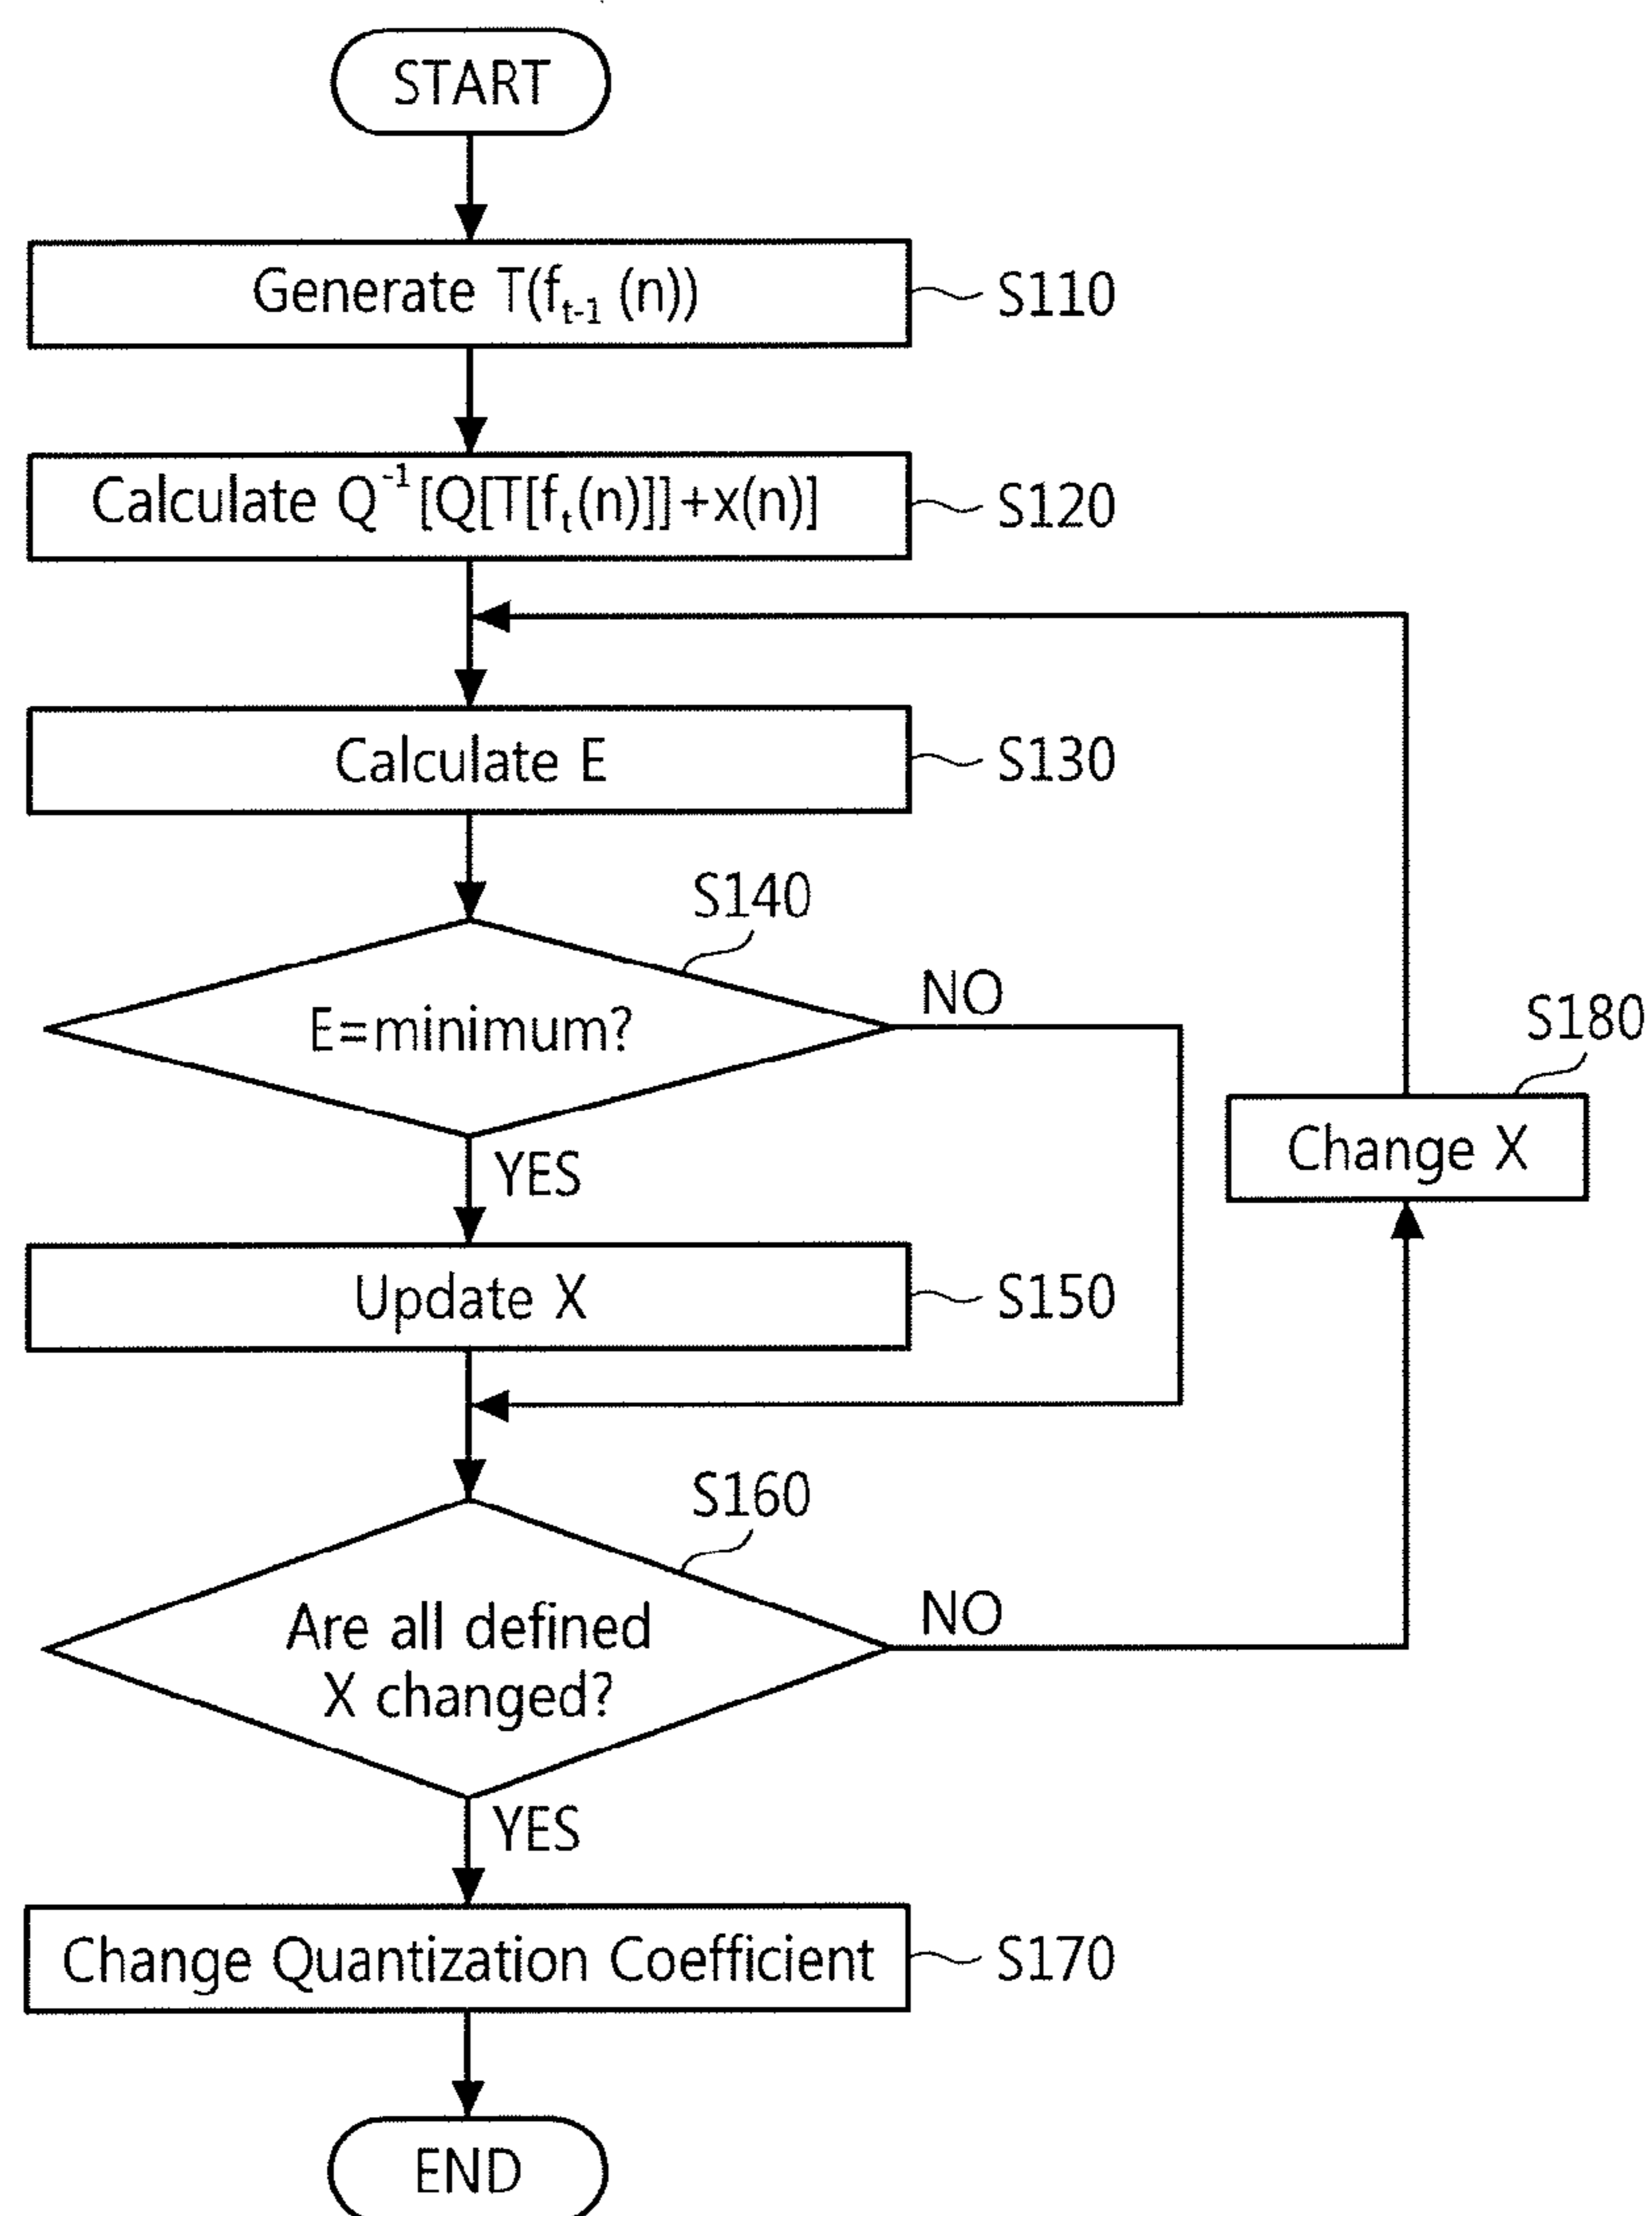 START
Generate T(fₜ₋₁ (n))
S110
Calculate Q⁻¹[Q[T[fₜ(n)]]+x(n)]
S120
Calculate E
S130
S140
E=minimum?
NO
YES
S180
Change X
Update X
S150
S160
Are all defined
X changed?
NO
YES
Change Quantization Coefficient
S170
END